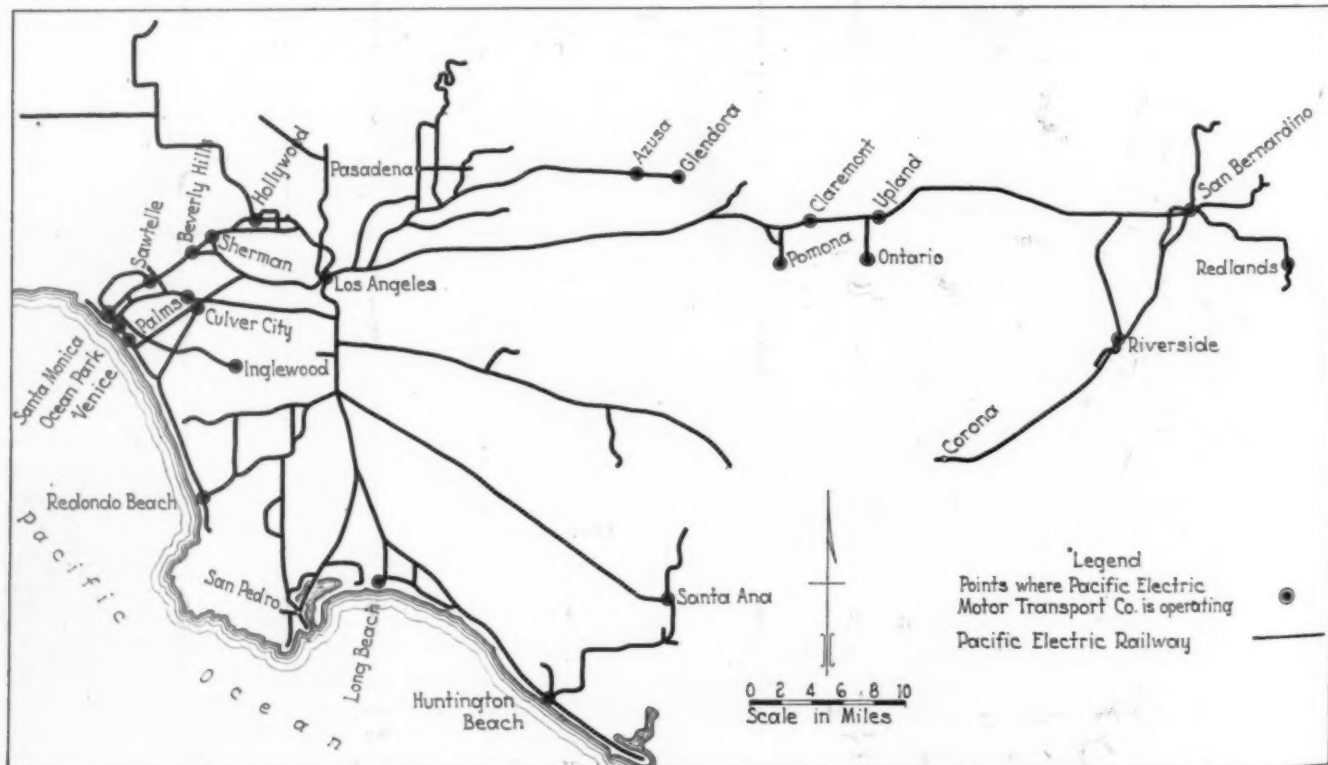 Hollywood
Beverly Hills
Sawtelle
Sherman
Palms
Culver City
Inglewood
Santa Monica
Ocean Park
Venice
Los Angeles
Pasadena
Azusa
Glendora
Claremont
Upland
Pomona
Ontario
San Bernardino
Redlands
Riverside
Corona
Redondo Beach
San Pedro
Long Beach
Huntington
Beach
Santa Ana
Pacific Ocean
0 2 4 6 8 10
Scale in Miles
Legend
Points where Pacific Electric
Motor Transport Co. is operating
Pacific Electric Railway